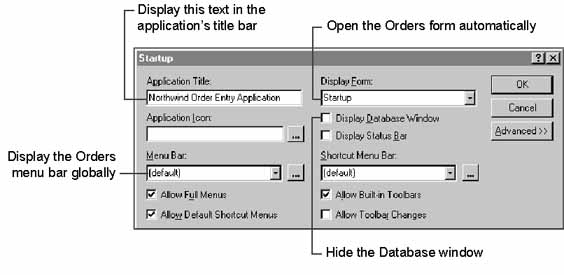 Display this text in the
application's title bar
Open the Orders form automatically
Startup
Application Title:
Display Form:
OK
Northwind Order Entry Application
Startup
Cancel
Application Icon:
Display Database Window
...
Display Status Bar
Advanced >>
Display the Orders
menu bar globally
Menu Bar:
Shortcut Menu Bar:
(default)
...
(default)
...
Allow Full Menus
Allow Built-in Toolbars
Allow Default Shortcut Menus
Allow Toolbar Changes
Hide the Database window